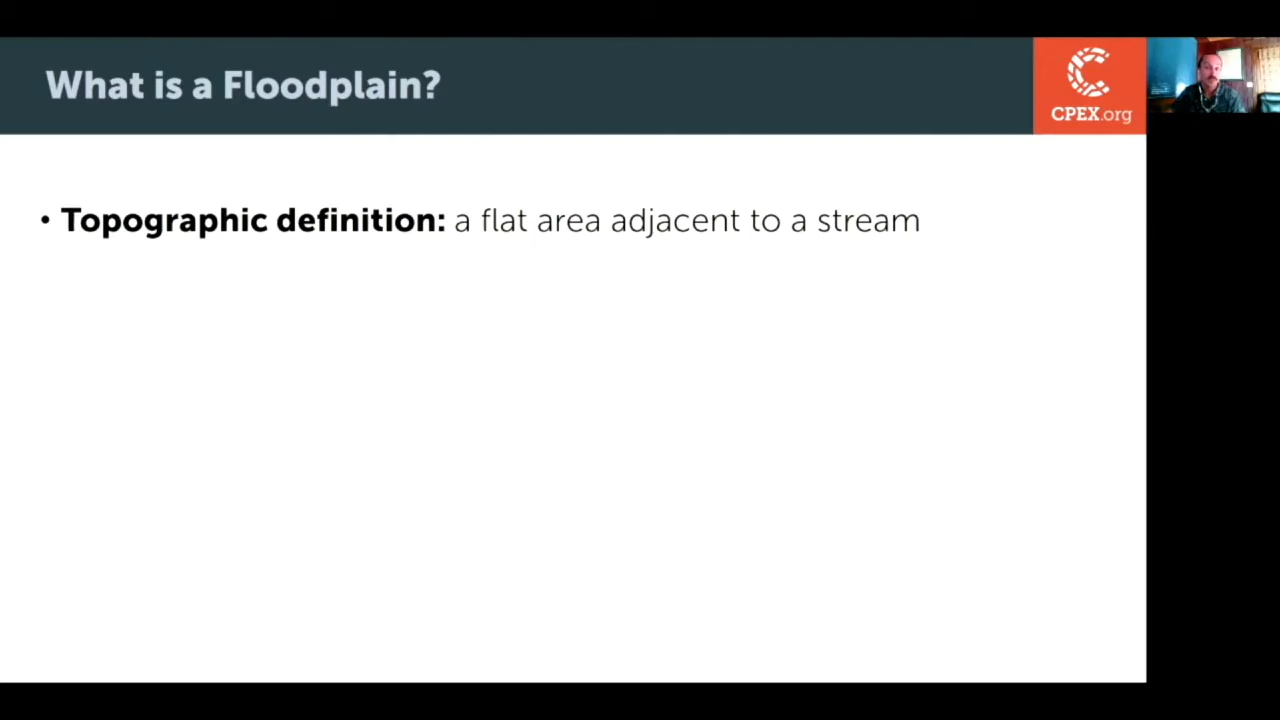 What is a Floodplain?
CPEX.org
• Topographic definition: a flat area adjacent to a stream